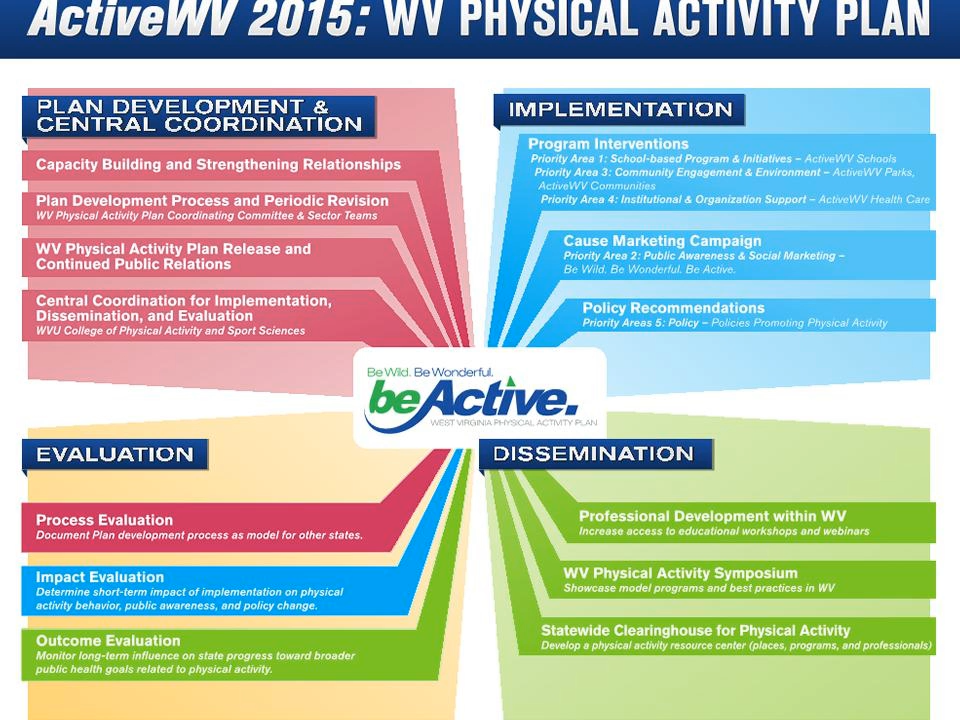 ActiveWV 2015: WV PHYSICAL ACTIVITY PLAN
PLAN DEVELOPMENT &
CENTRAL COORDINATION
Capacity Building and Strengthening Relationships
Plan Development Process and Periodic Revision
WV Physical Activity Plan Coordinating Committee & Sector Teams
WV Physical Activity Plan Release and
Continued Public Relations
Central Coordination for Implementation,
Dissemination, and Evaluation
WVU College of Physical Activity and Sport Sciences
IMPLEMENTATION
Program Interventions
Priority Area 1: School-based Program & Initiatives – ActiveWV Schools
Priority Area 3: Community Engagement & Environment – ActiveWV Parks,
ActiveWV Communities
Priority Area 4: Institutional & Organization Support – ActiveWV Health Care
Cause Marketing Campaign
Priority Area 2: Public Awareness & Social Marketing –
Be Wild. Be Wonderful. Be Active.
Policy Recommendations
Priority Areas 5: Policy – Policies Promoting Physical Activity
Be Wild. Be Wonderful.
beActive.
WEST VIRGINIA PHYSICAL ACTIVITY PLAN
EVALUATION
Process Evaluation
Document Plan development process as model for other states.
Impact Evaluation
Determine short-term impact of implementation on physical
activity behavior, public awareness, and policy change.
Outcome Evaluation
Monitor long-term influence on state progress toward broader
public health goals related to physical activity.
DISSEMINATION
Professional Development within WV
Increase access to educational workshops and webinars
WV Physical Activity Symposium
Showcase model programs and best practices in WV
Statewide Clearinghouse for Physical Activity
Develop a physical activity resource center (places, programs, and professionals)